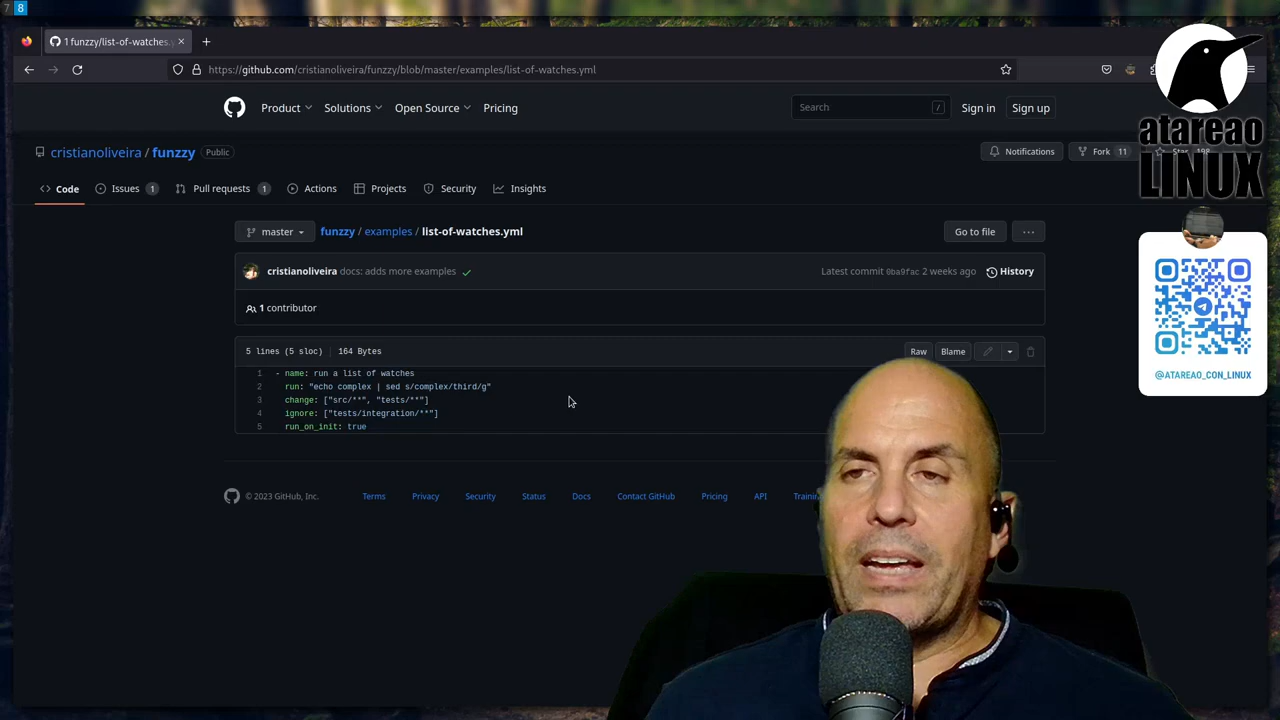 7 8
1 funzzy/list-of-watches.y
https://github.com/cristianoliveira/funzzy/blob/master/examples/list-of-watches.yml
Product Solutions Open Source Pricing Search / Sign in Sign up
cristianoliveira / funzzy Public Notifications Fork 11
Code Issues 1 Pull requests 1 Actions Projects Security Insights
master funzzy / examples / list-of-watches.yml Go to file ...
cristianoliveira docs: adds more examples Latest commit 0ba9fac 2 weeks ago History
1 contributor
5 lines (5 sloc) 164 Bytes Raw Blame
1 - name: run a list of watches
2 run: "echo complex | sed s/complex/third/g"
3 change: ["src/**", "tests/**"]
4 ignore: ["tests/integration/**"]
5 run_on_init: true
© 2023 GitHub, Inc. Terms Privacy Security Status Docs Contact GitHub Pricing API
atareao
LINUX
@ATAREAO_CON_LINUX